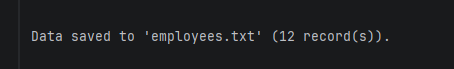 Data saved to 'employees.txt' (12 record(s)).